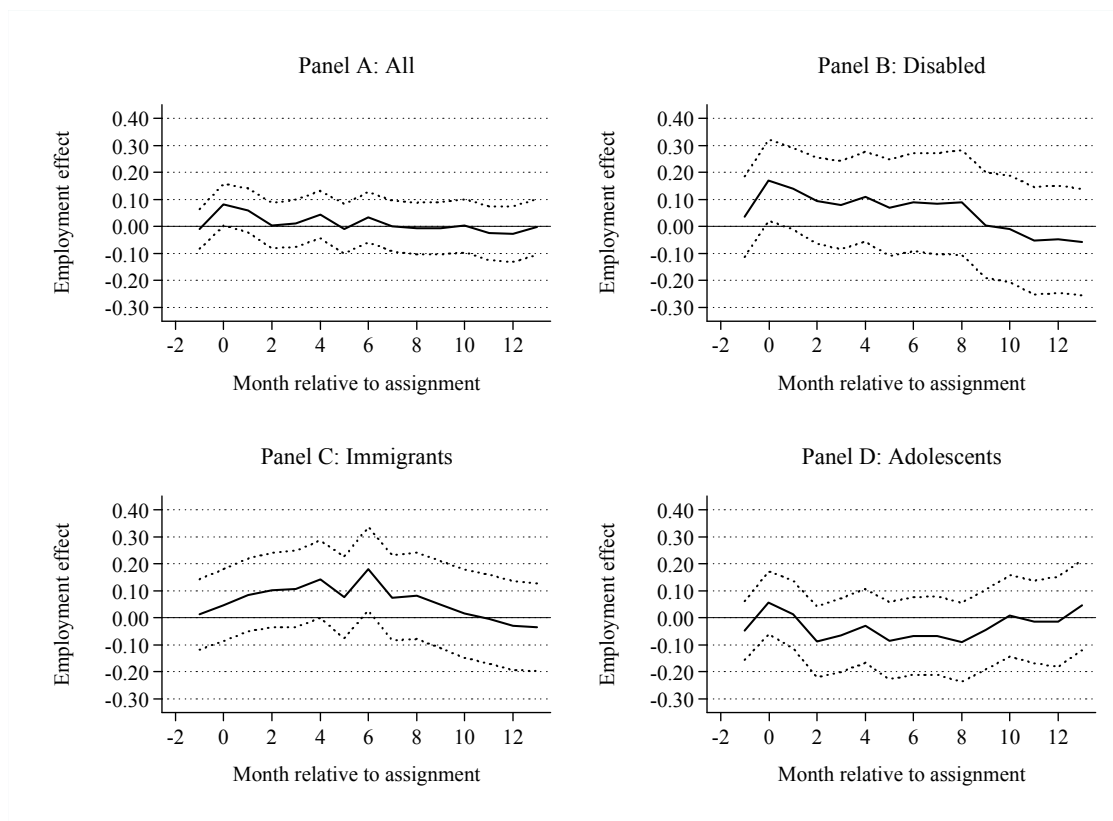 Panel A: All
Employment effect
0.40
0.30
0.20
0.10
0.00
-0.10
-0.20
-0.30
-2 0 2 4 6 8 10 12
Month relative to assignment
Panel B: Disabled
Employment effect
0.40
0.30
0.20
0.10
0.00
-0.10
-0.20
-0.30
-2 0 2 4 6 8 10 12
Month relative to assignment
Panel C: Immigrants
Employment effect
0.40
0.30
0.20
0.10
0.00
-0.10
-0.20
-0.30
-2 0 2 4 6 8 10 12
Month relative to assignment
Panel D: Adolescents
Employment effect
0.40
0.30
0.20
0.10
0.00
-0.10
-0.20
-0.30
-2 0 2 4 6 8 10 12
Month relative to assignment